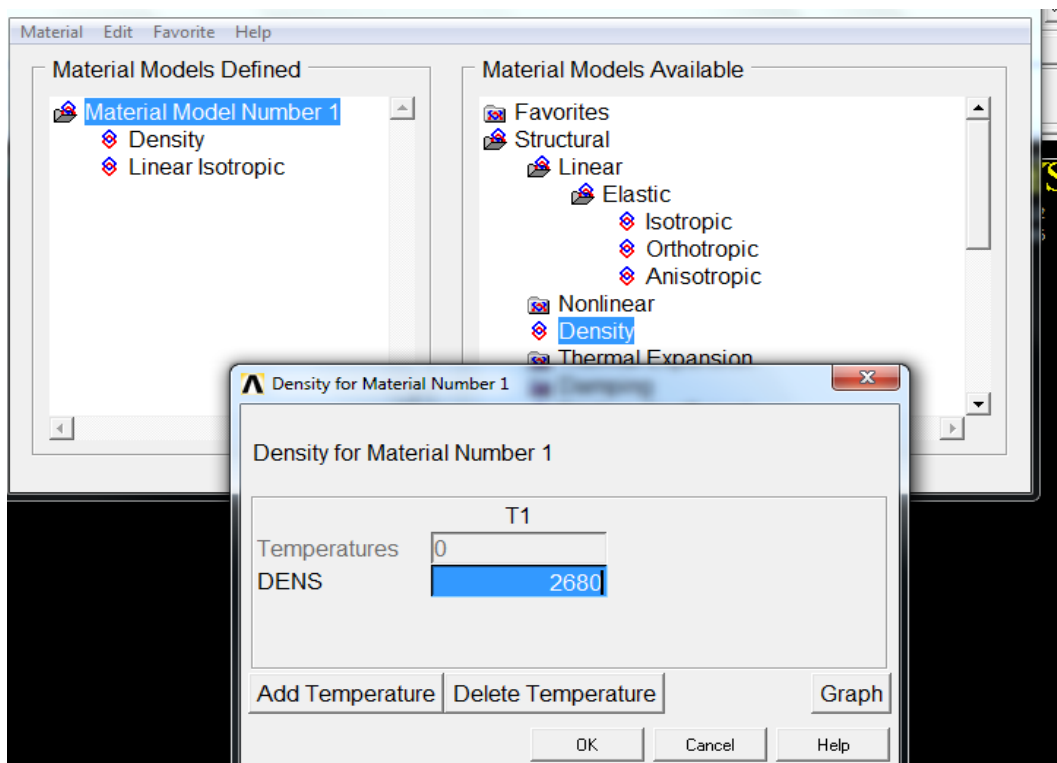 Material Edit Favorite Help
Material Models Defined
Material Model Number 1
Density
Linear Isotropic
Material Models Available
Favorites
Structural
Linear
Elastic
Isotropic
Orthotropic
Anisotropic
Nonlinear
Density
Thermal Expansion
Damping
Density for Material Number 1
Density for Material Number 1
T1
Temperatures 0
DENS 2680
Add Temperature Delete Temperature Graph
OK Cancel Help